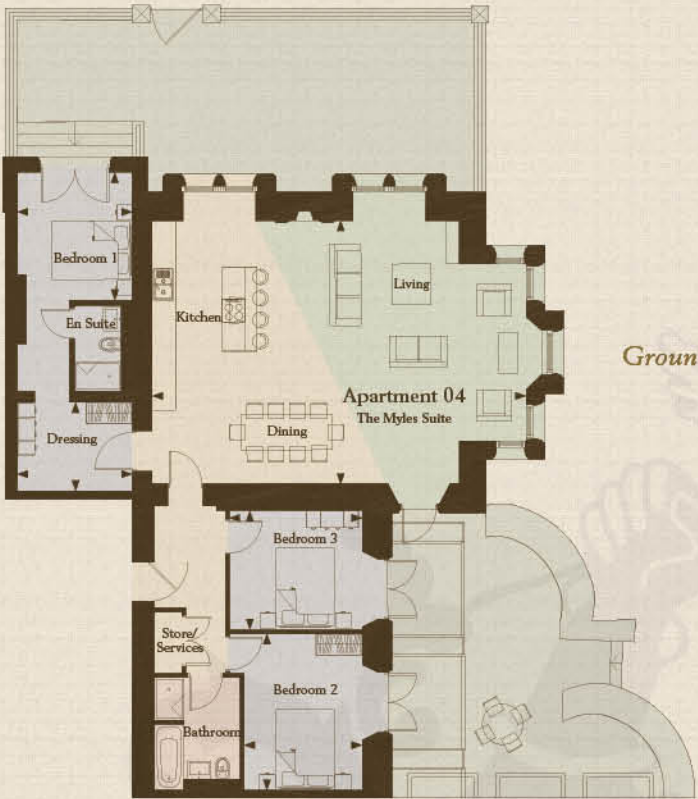 Bedroom 1
Living
En Suite
Kitchen
Groun
Apartment 04
The Myles Suite
Dining
Dressing
Bedroom 3
Store/
Services
Bedroom 2
Bathroom